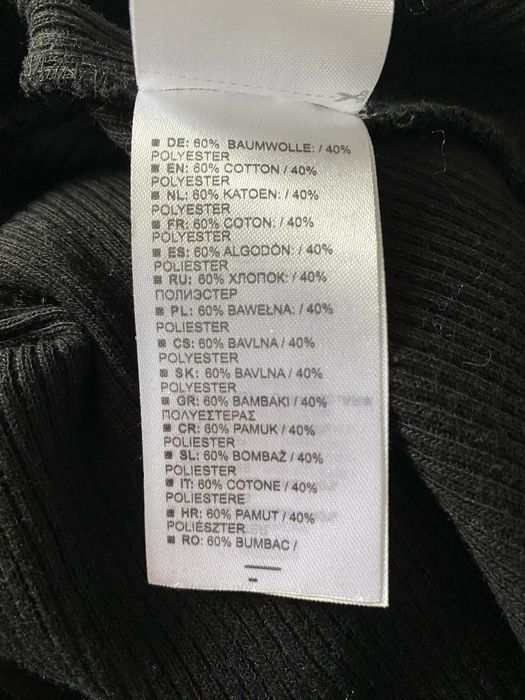 DE: 60% BAUMWOLLE: / 40%
POLYESTER
EN: 60% COTTON / 40%
POLYESTER
NL: 60% KATOEN: / 40%
POLYESTER
FR: 60% COTON: / 40%
POLYESTER
ES: 60% ALGODÓN: / 40%
POLIESTER
RU: 60% ХЛОПОК: / 40%
ПОЛИЭСТЕР
PL: 60% BAWEŁNA: / 40%
POLIESTER
CS: 60% BAVLNA / 40%
POLYESTER
SK: 60% BAVLNA / 40%
POLYESTER
GR: 60% ΒΑΜΒΑΚΙ / 40%
ΠΟΛΥΕΣΤΕΡΑΣ
CR: 60% PAMUK / 40%
POLIESTER
SL: 60% BOMBAŽ / 40%
POLIESTER
IT: 60% COTONE / 40%
POLIESTERE
HR: 60% PAMUT / 40%
POLIÉSZTER
RO: 60% BUMBAC /